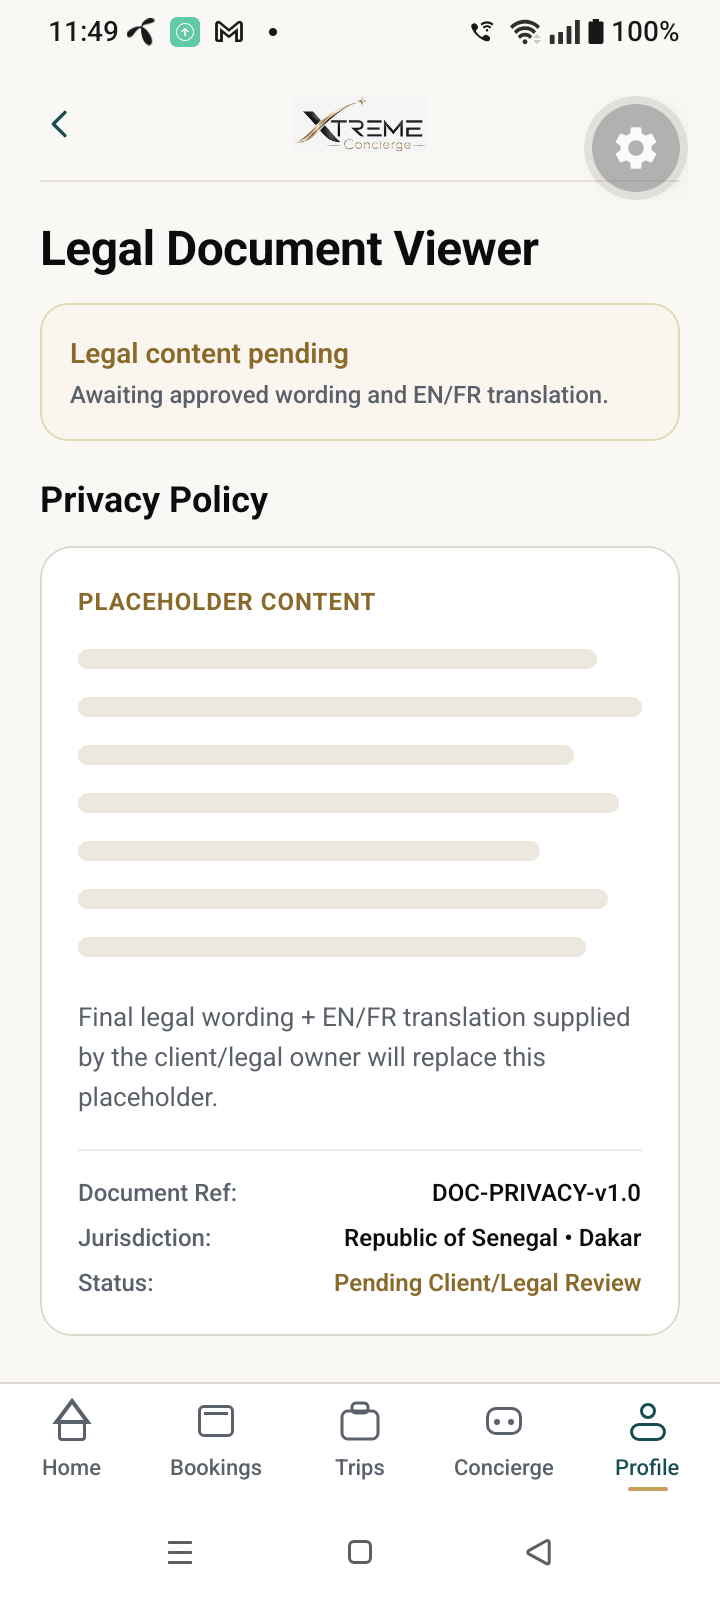 11:49
100%
XTREME
Concierge
Legal Document Viewer
Legal content pending
Awaiting approved wording and EN/FR translation.
Privacy Policy
PLACEHOLDER CONTENT
Final legal wording + EN/FR translation supplied
by the client/legal owner will replace this
placeholder.
Document Ref: DOC-PRIVACY-v1.0
Jurisdiction: Republic of Senegal • Dakar
Status: Pending Client/Legal Review
Home Bookings Trips Concierge Profile